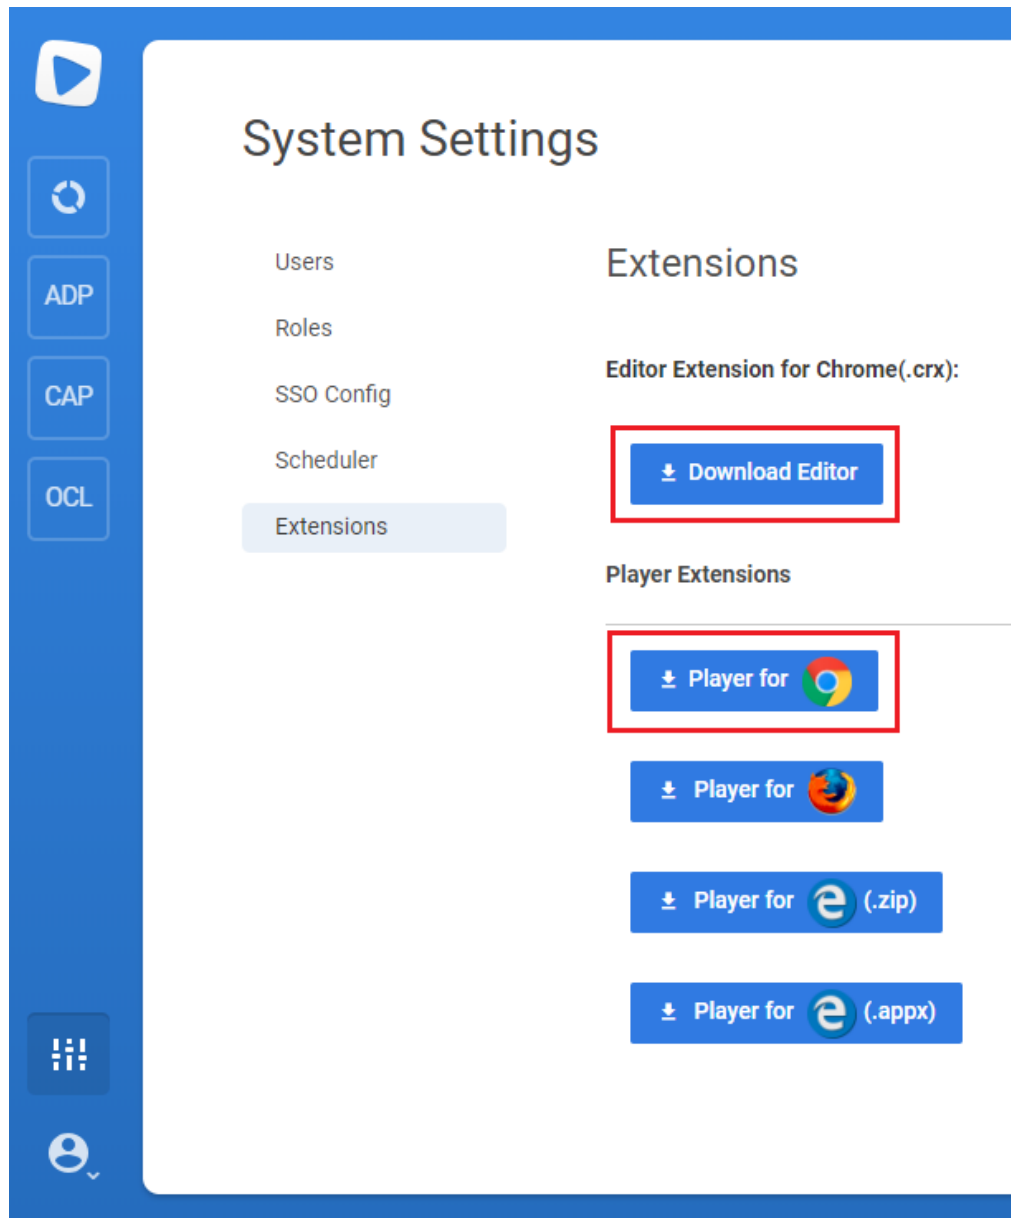 System Settings
ADP
CAP
OCL
Users
Roles
SSO Config
Scheduler
Extensions
Extensions
Editor Extension for Chrome(.crx):
Download Editor
Player Extensions
Player for
Player for
Player for (.zip)
Player for (.appx)